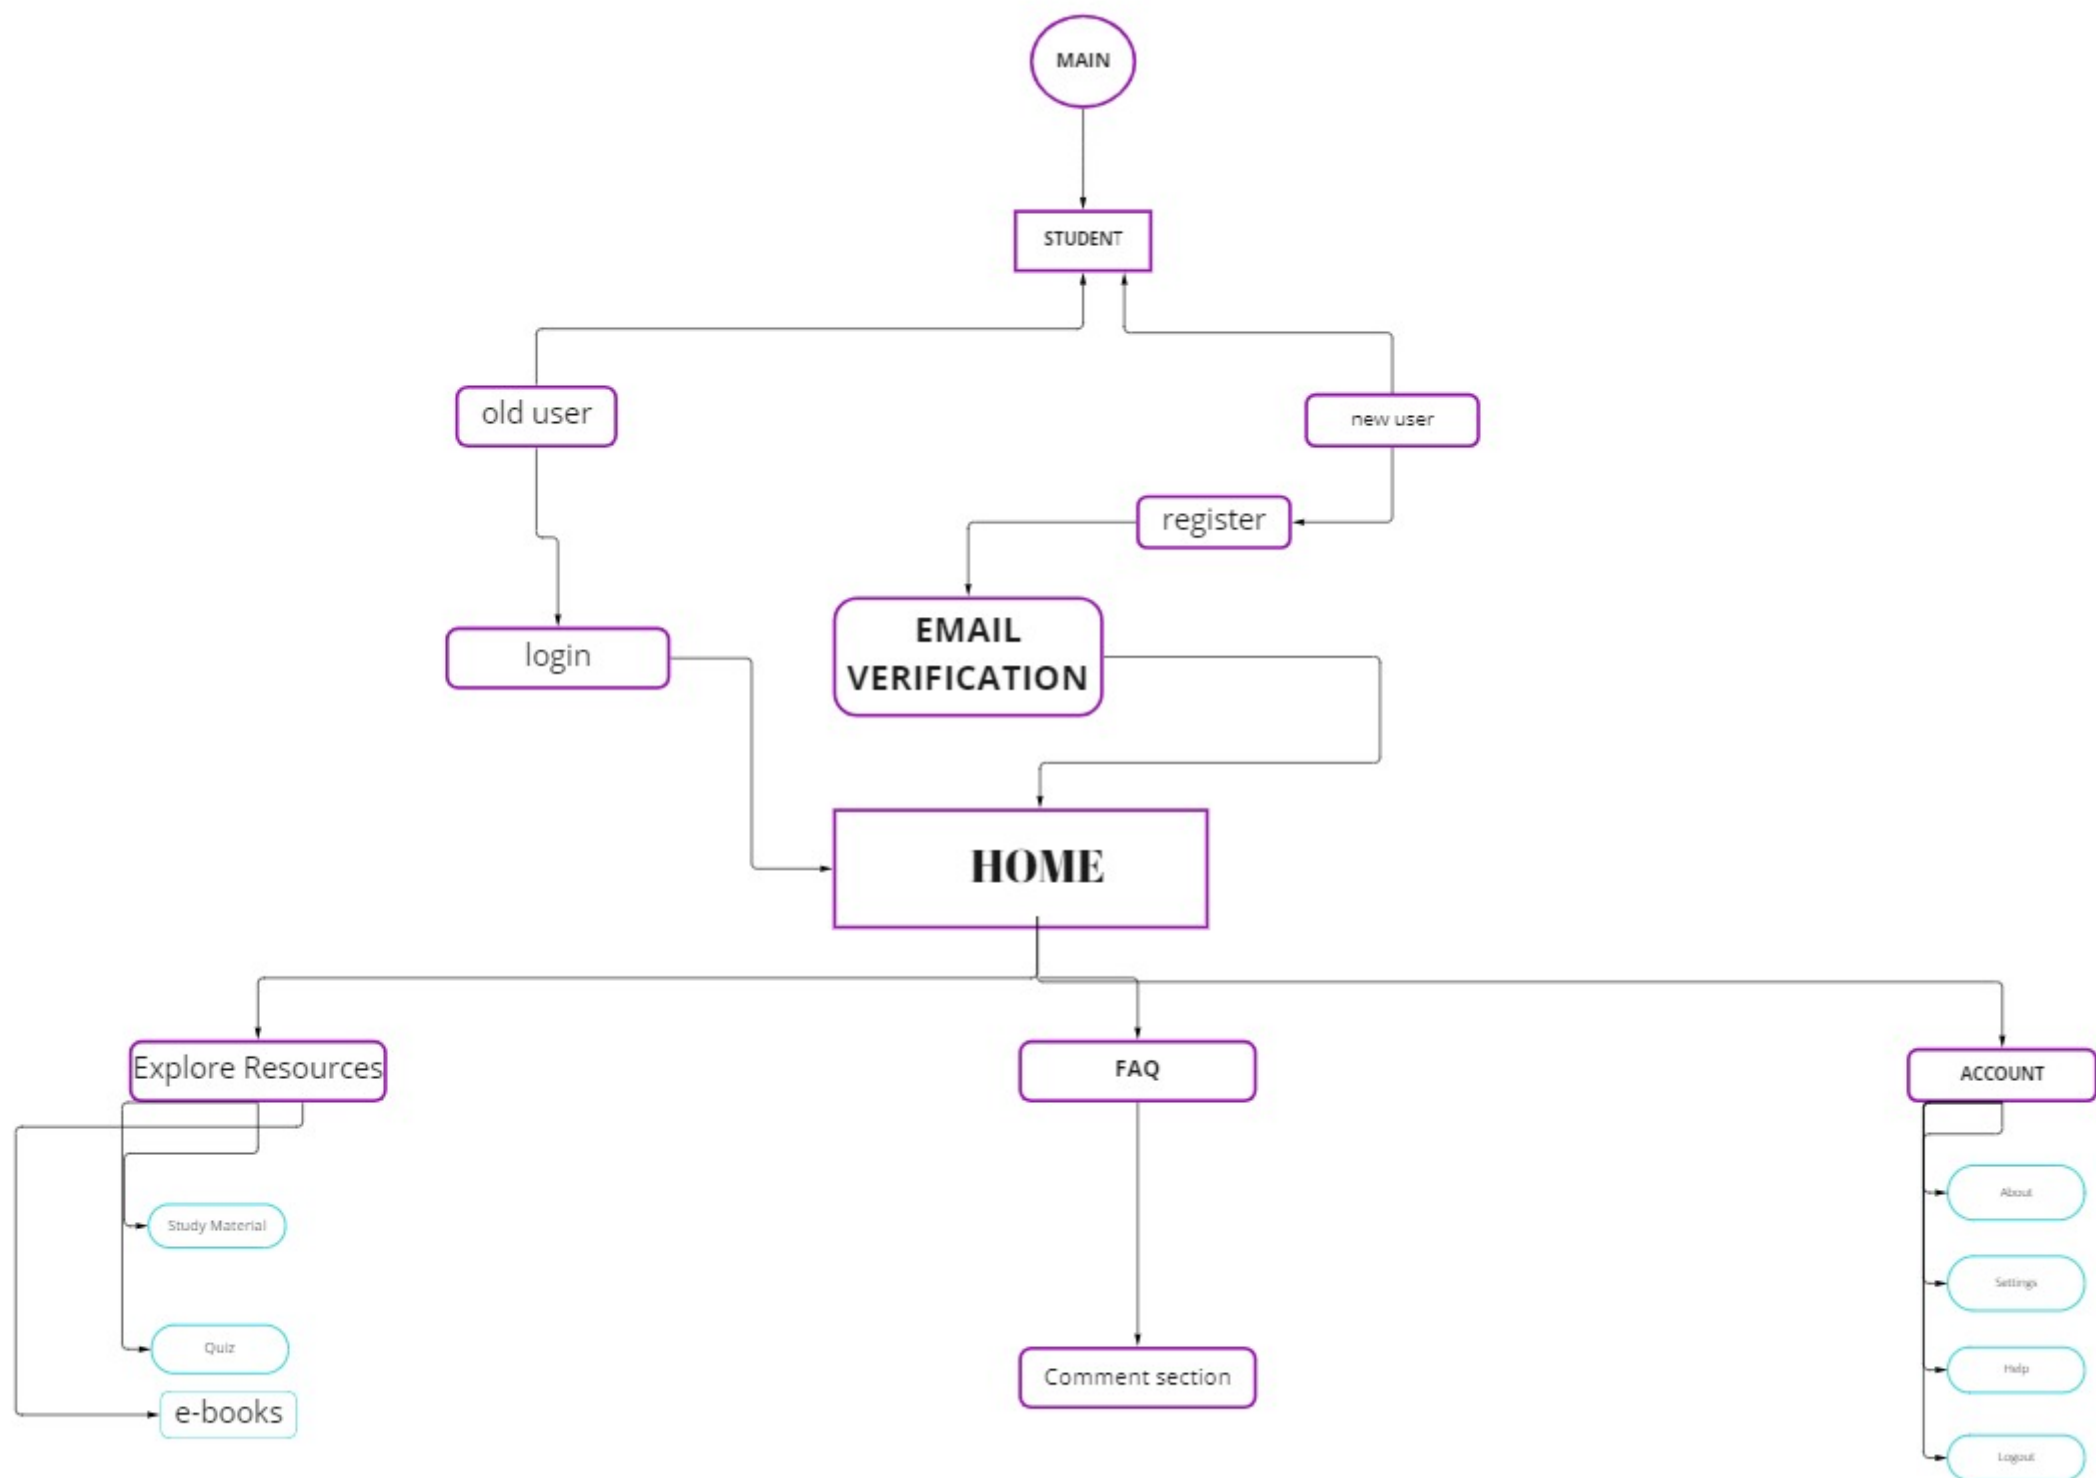 MAIN
STUDENT
old user
new user
register
EMAIL
VERIFICATION
login
HOME
Explore Resources
FAQ
ACCOUNT
About
Study Material
Settings
Quiz
Help
Comment section
e-books
Logout